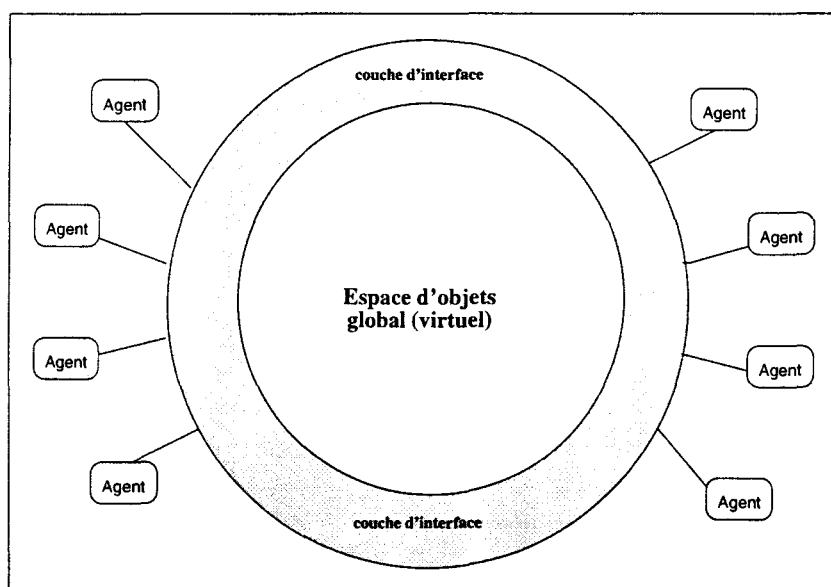 couche d'interface
Agent
Agent
Agent
Agent
Espace d'objets
global (virtuel)
Agent
Agent
Agent
Agent
couche d'interface